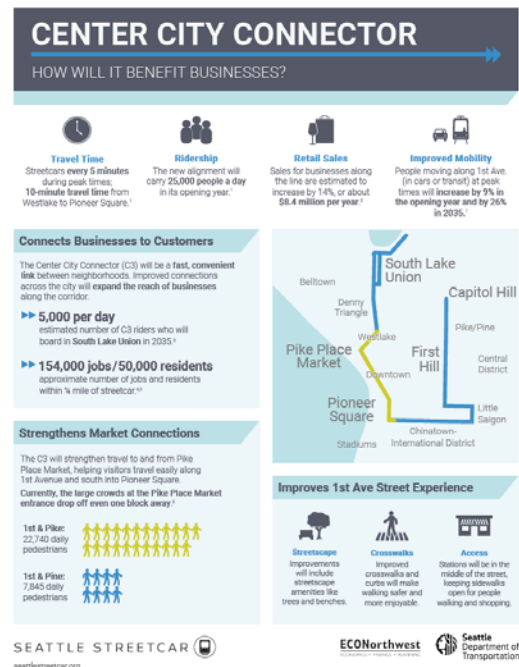 CENTER CITY CONNECTOR
HOW WILL IT BENEFIT BUSINESSES?
Travel Time
Streetcars every 5 minutes
during peak times;
10-minute travel time from
Westlake to Pioneer Square.¹
Ridership
The new alignment will
carry 25,000 people a day
in its opening year.¹
Retail Sales
Sales for businesses along
the line are estimated to
increase by 14%, or about
$8.4 million per year.²
Improved Mobility
People moving along 1st Ave.
(in cars or transit) at peak
times will increase by 9% in
the opening year and by 26%
in 2035.¹
Connects Businesses to Customers
The Center City Connector (C3) will be a fast, convenient
link between neighborhoods. Improved connections
across the city will expand the reach of businesses
along the corridor.
5,000 per day
estimated number of C3 riders who will
board in South Lake Union in 2035.³
154,000 jobs/50,000 residents
approximate number of jobs and residents
within ¼ mile of streetcar.
Strengthens Market Connections
The C3 will strengthen travel to and from Pike
Place Market, helping visitors travel easily along
1st Avenue and south into Pioneer Square.
Currently, the large crowds at the Pike Place Market
entrance drop off even one block away.
1st & Pike:
22,740 daily
pedestrians
1st & Pine:
7,845 daily
pedestrians
South Lake
Union
Belltown
Capitol Hill
Denny
Triangle
Westlake
Pike/Pine
Pike Place
Market
First
Hill
Central
District
Downtown
Pioneer
Square
Little
Saigon
Stadiums
Chinatown-
International District
Improves 1st Ave Street Experience
Streetscape
Improvements
will include
streetscape
amenities like
trees and benches.
Crosswalks
Improved
crosswalks and
curbs will make
walking safer and
more enjoyable.
Access
Stations will be in the
middle of the street,
keeping sidewalks
open for people
walking and shopping.
SEATTLE STREETCAR
seattlestreetcar.org
ECONorthwest
ECONOMICS • FINANCE • PLANNING
Seattle
Department of
Transportation